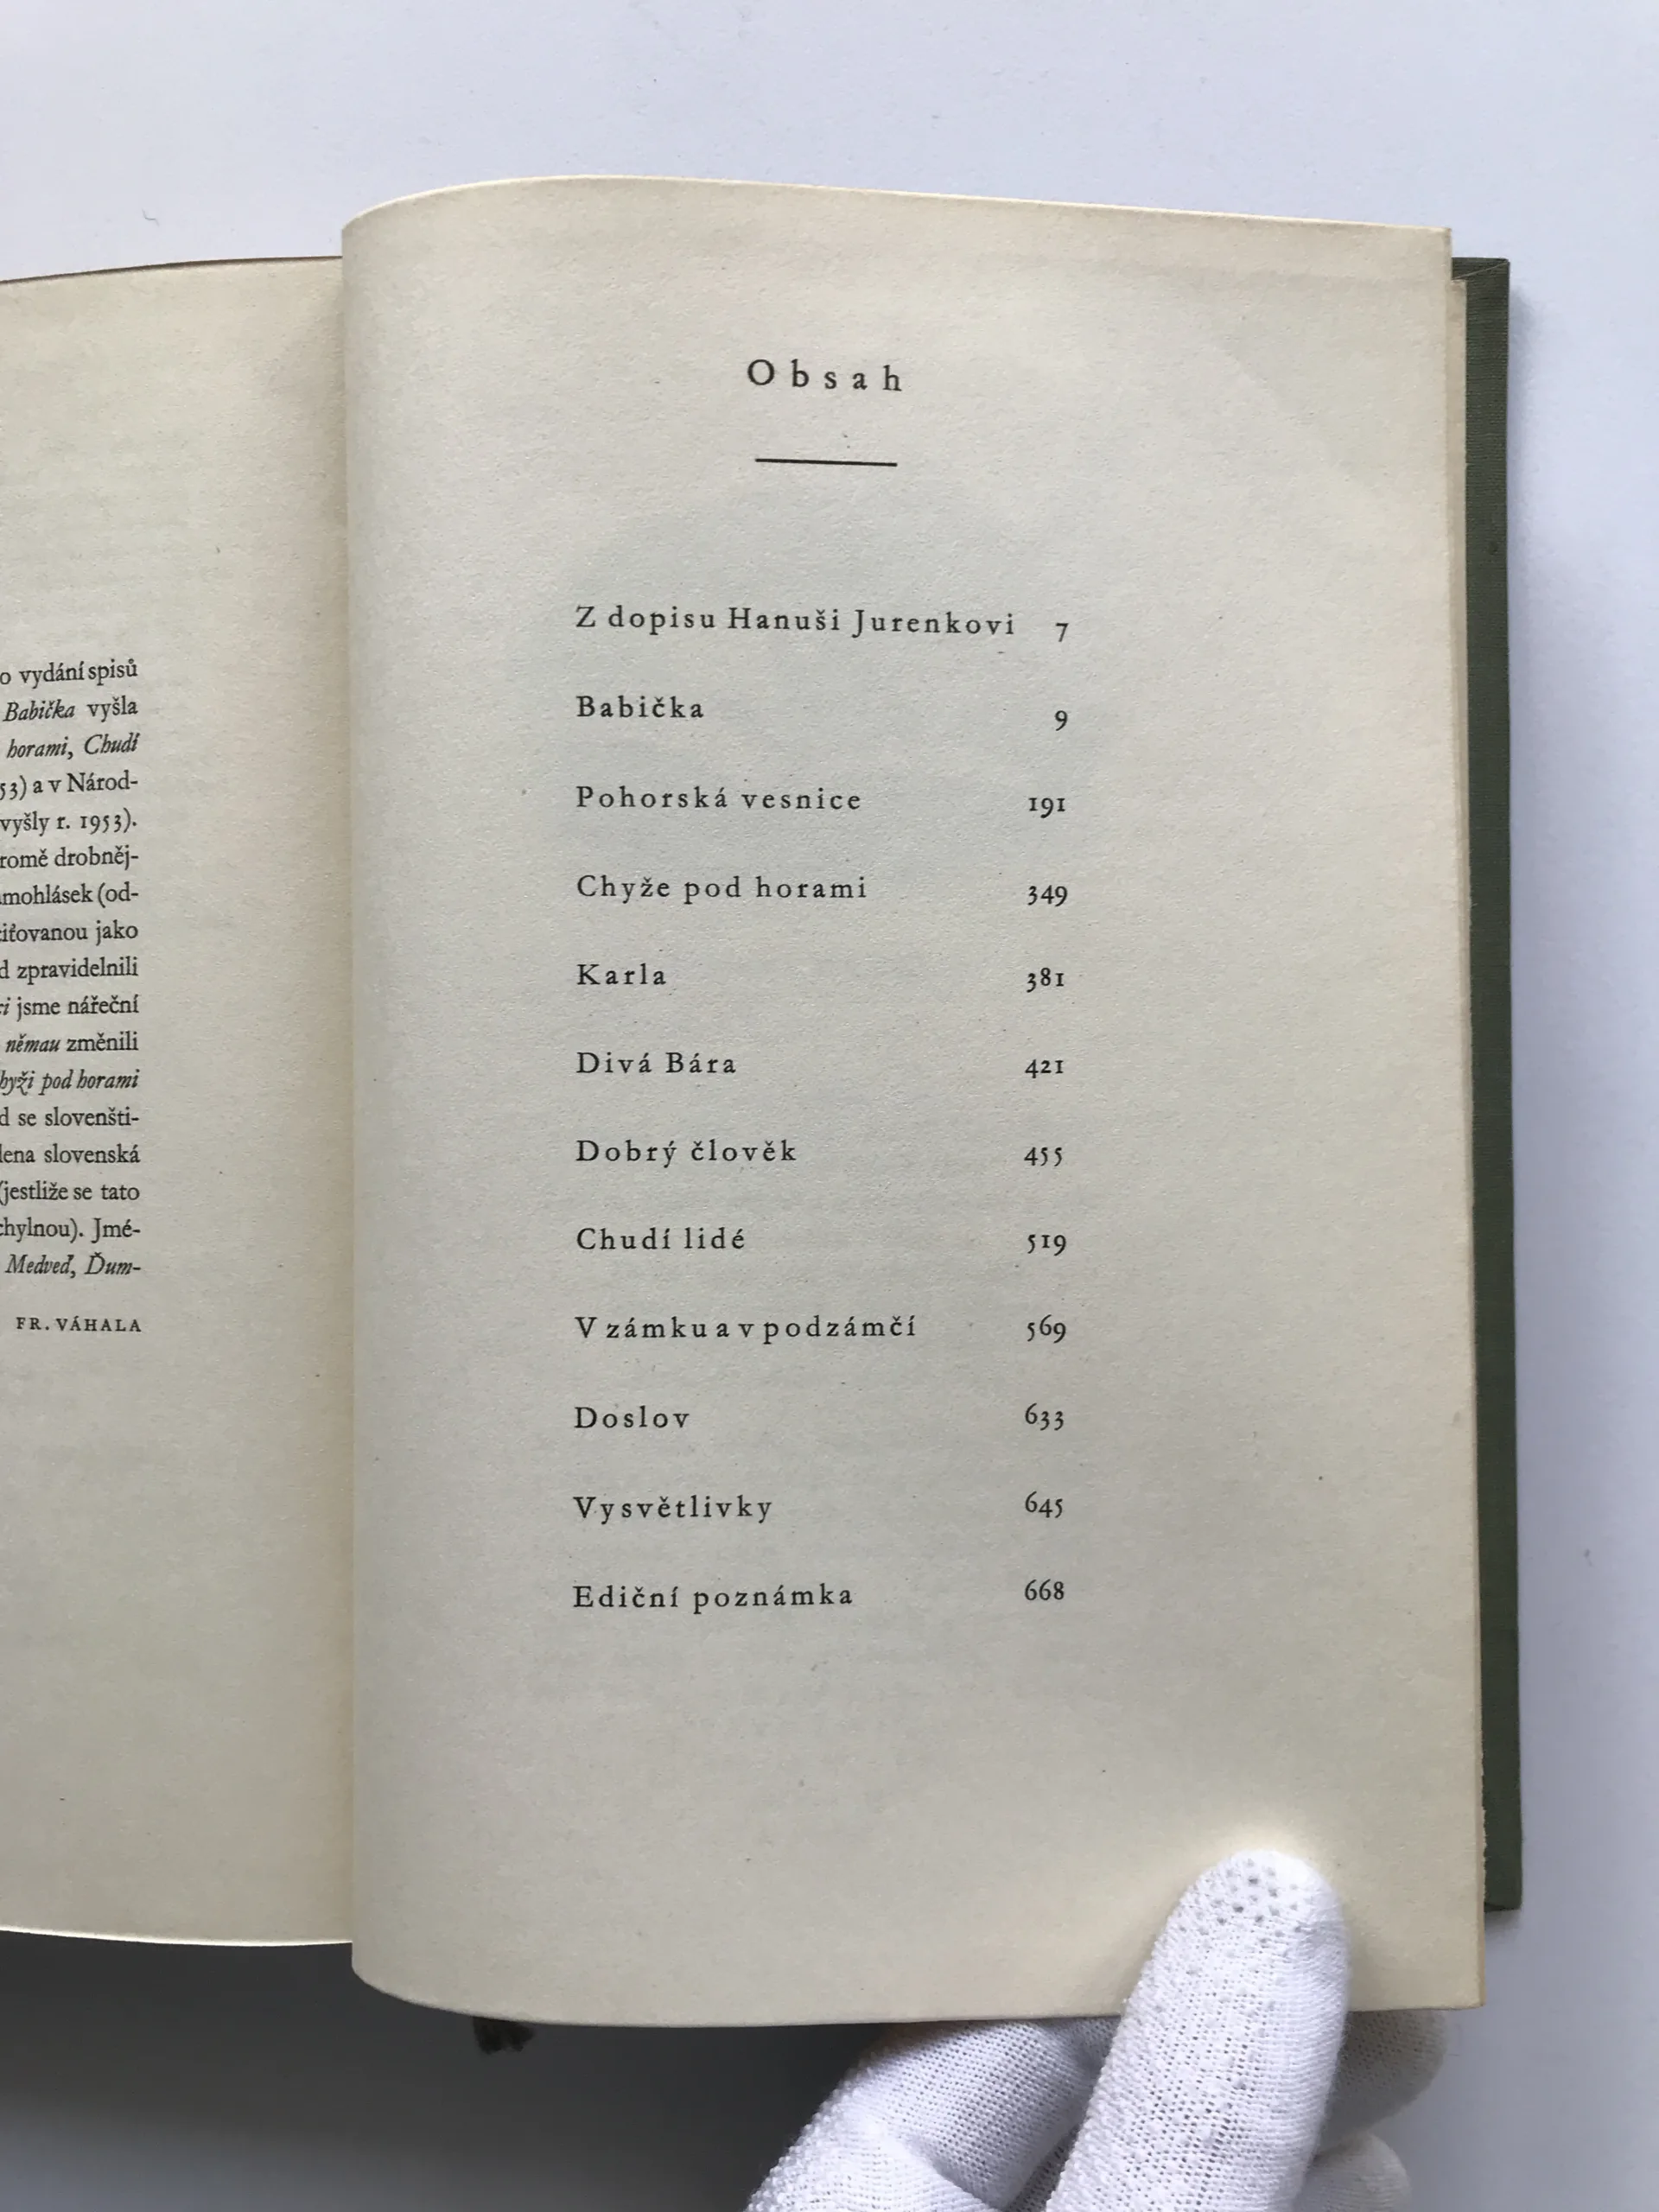 o vydání spisů
Babička vyšla
horami, Chudí
53) a v Národ-
vyšly r. 1953).
romě drobněj-
mohlásek (od-
jako
d zpravidelnili
jsme nářeční
němau změnili
pod horami
d se slovenšti-
lena slovenská
(jestliže se tato
chylnou). Jmé-
Medveď, Ďum-
FR. VÁHALA
Obsah
Z dopisu Hanuši Jurenkovi 7
Babička 9
Pohorská vesnice 191
Chyže pod horami 349
Karla 381
Divá Bára 421
Dobrý člověk 455
Chudí lidé 519
V zámku a v podzámčí 569
Doslov 633
Vysvětlivky 645
Ediční poznámka 668